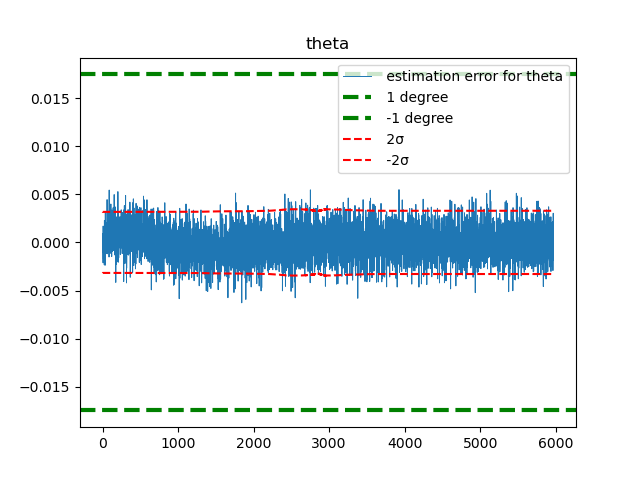 theta
estimation error for theta
1 degree
-1 degree
2σ
-2σ
0.015
0.010
0.005
0.000
−0.005
−0.010
−0.015
0 1000 2000 3000 4000 5000 6000